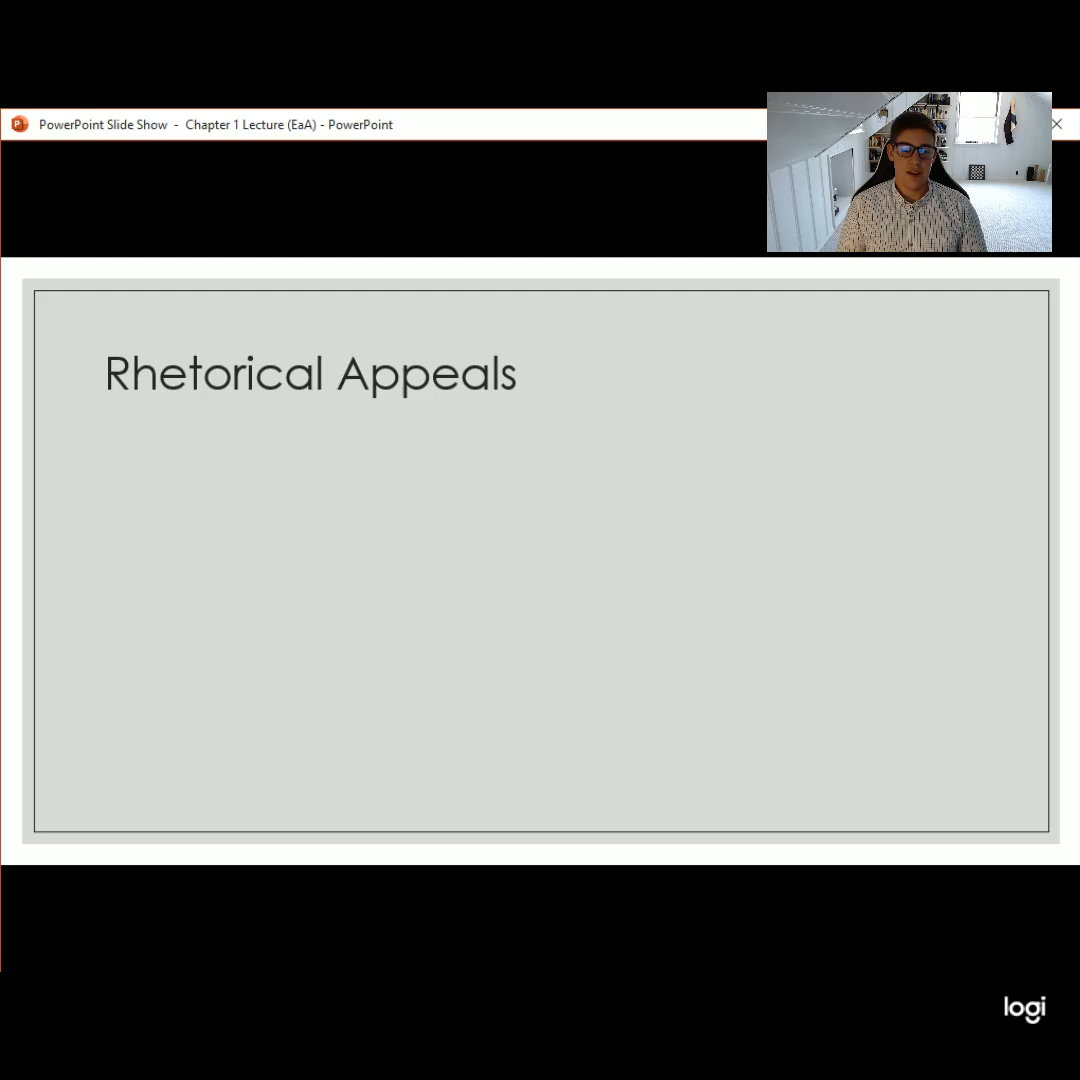 PowerPoint Slide Show - Chapter 1 Lecture (EaA) - PowerPoint
Rhetorical Appeals
logi